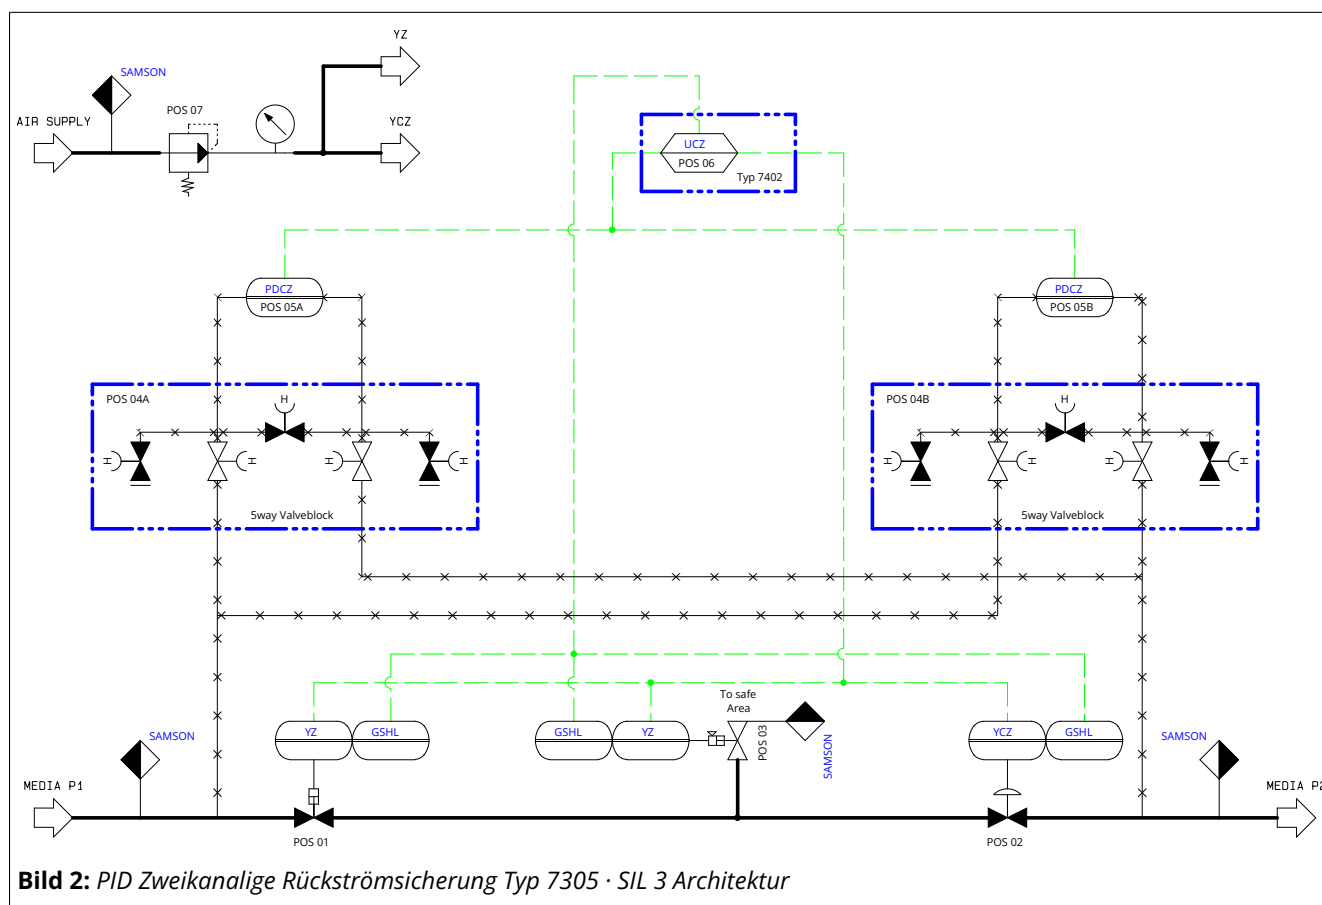 YZ
SAMSON
POS 07
AIR SUPPLY
YCZ
UCZ
POS 06
Typ 7402
PDCZ
POS 05A
PDCZ
POS 05B
POS 04A
H
POS 04B
H
H
H
H
H
H
H
H
H
5way Valveblock
5way Valveblock
To safe
Area
YZ
GSHL
GSHL
YZ
POS 03
YCZ
GSHL
SAMSON
SAMSON
SAMSON
MEDIA P1
MEDIA P2
POS 01
POS 02
Bild 2: PID Zweikanalige Rückströmsicherung Typ 7305 · SIL 3 Architektur